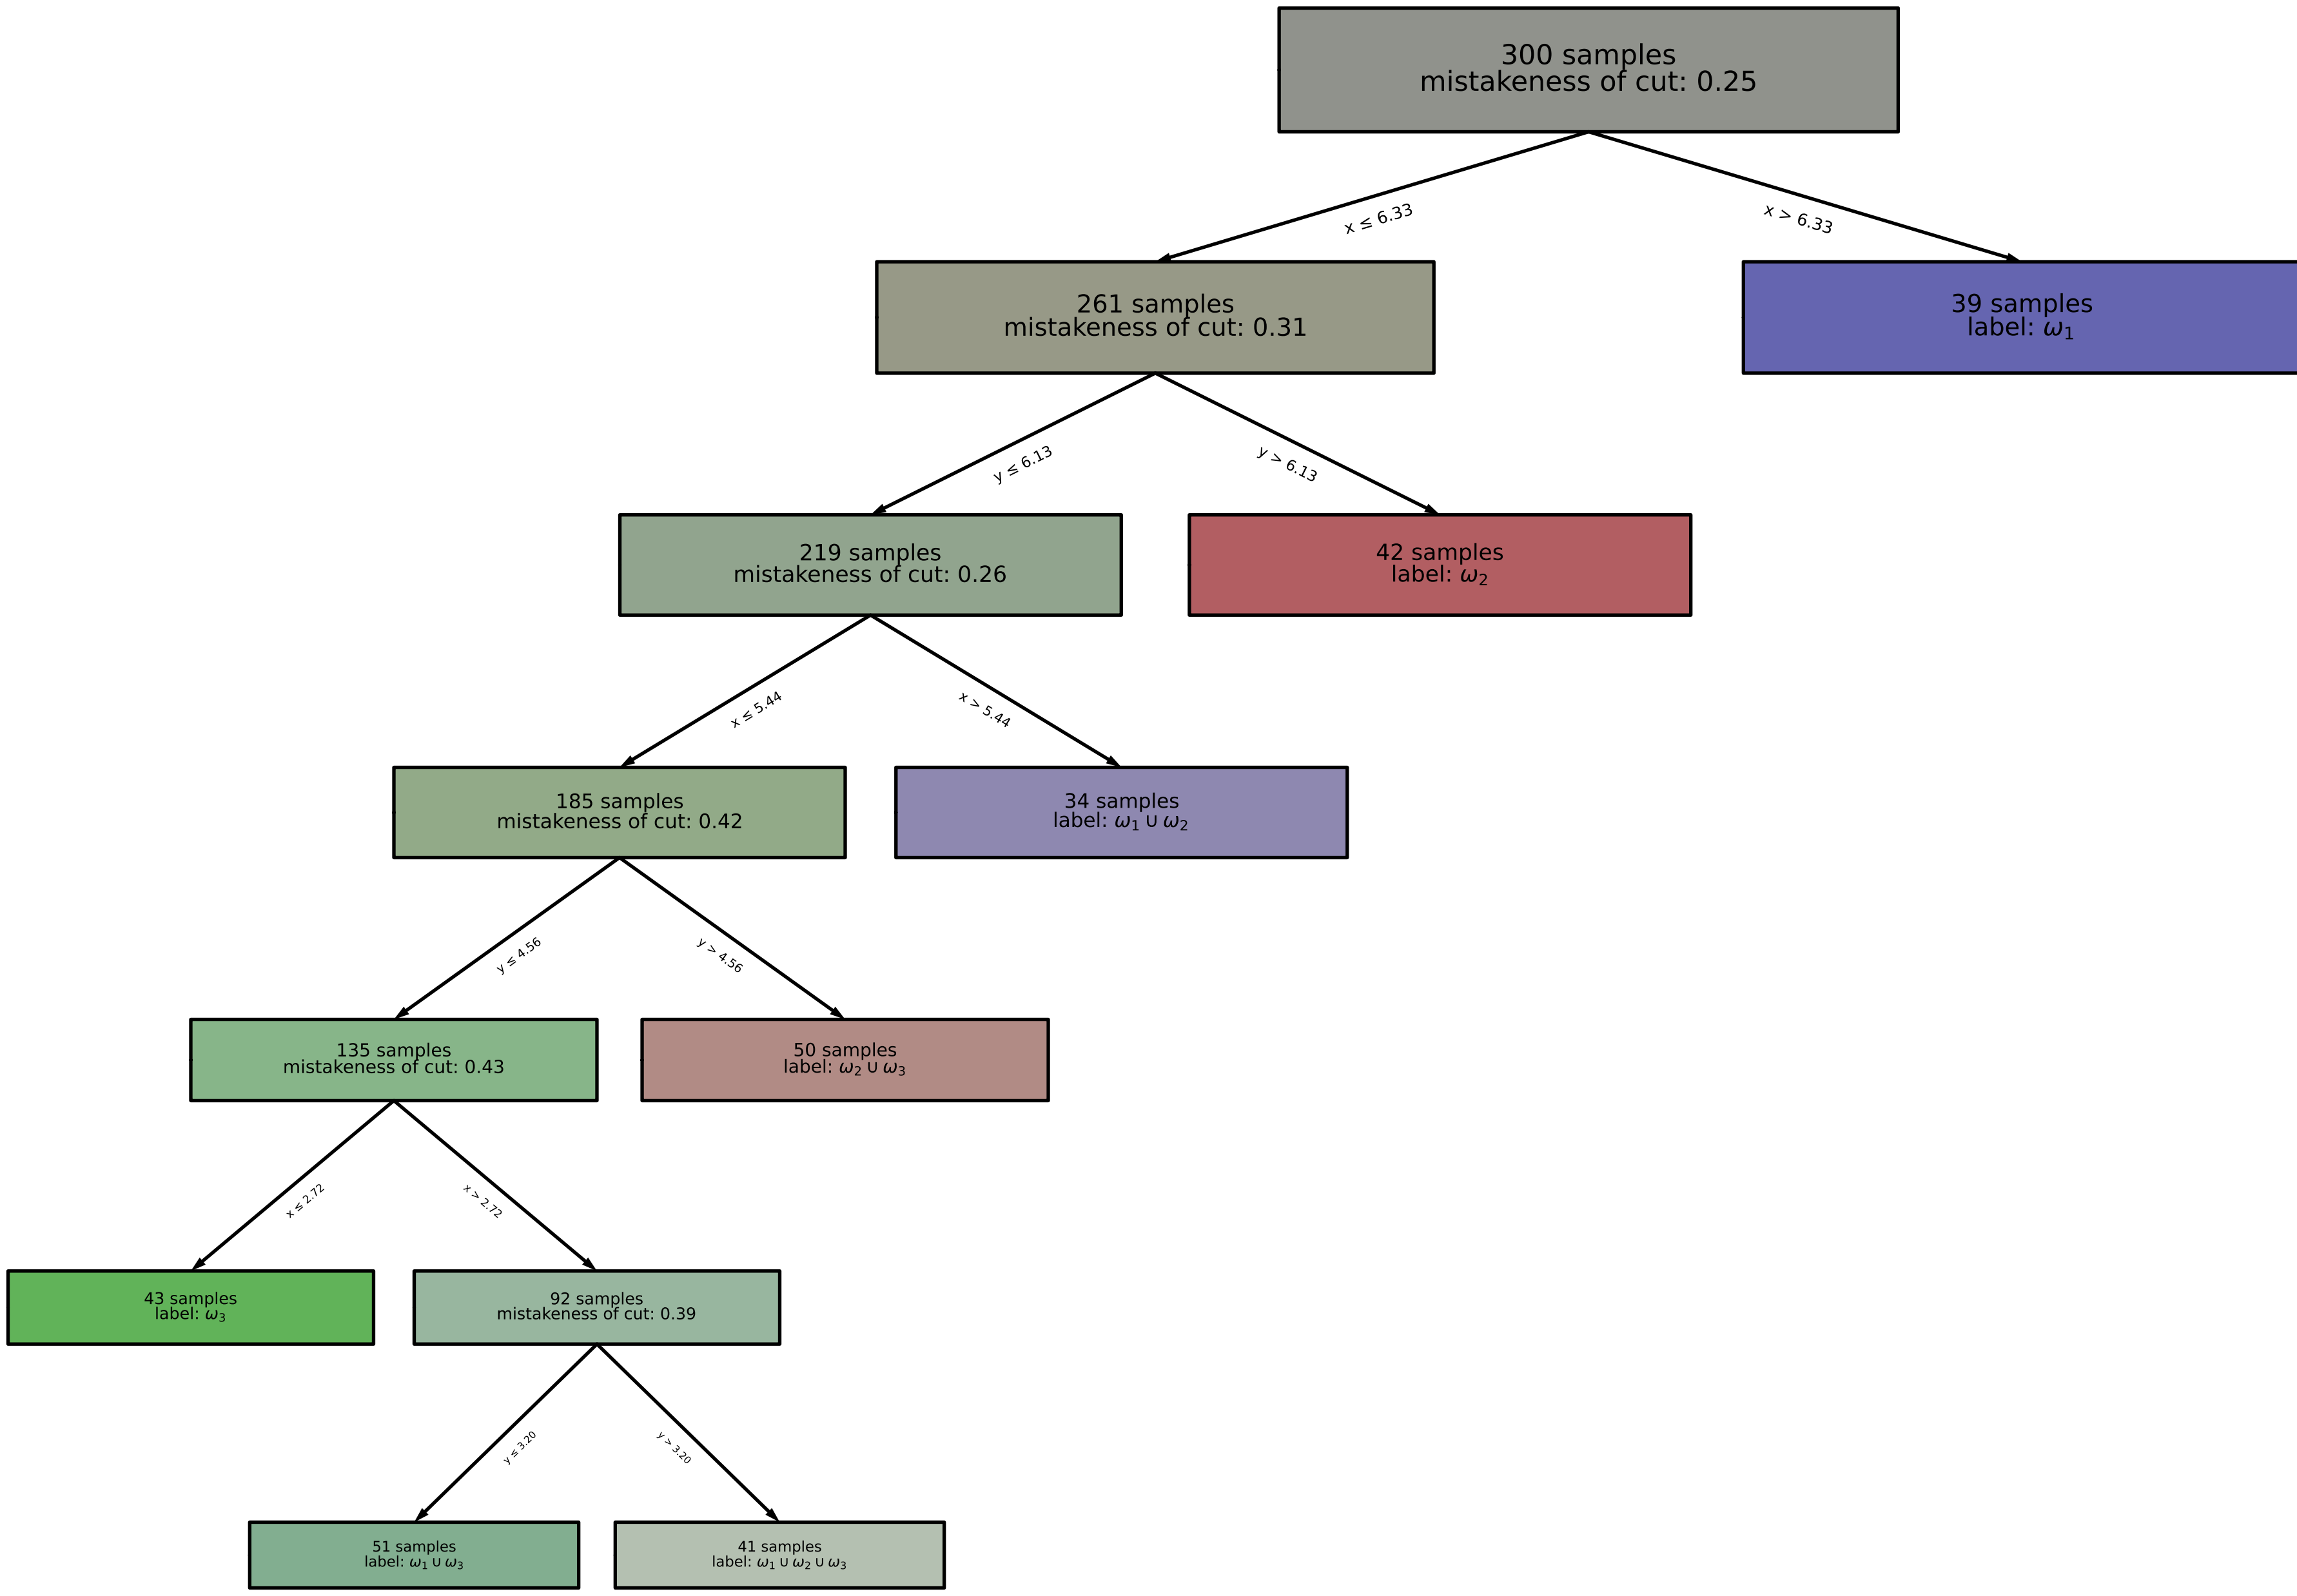 300 samples
mistakeness of cut: 0.25
x ≤ 6.33
x > 6.33
261 samples
mistakeness of cut: 0.31
39 samples
label: ω₁
y ≤ 6.13
y > 6.13
219 samples
mistakeness of cut: 0.26
42 samples
label: ω₂
x ≤ 5.44
x > 5.44
185 samples
mistakeness of cut: 0.42
34 samples
label: ω₁ ∪ ω₂
y ≤ 4.56
y > 4.56
135 samples
mistakeness of cut: 0.43
50 samples
label: ω₂ ∪ ω₃
x ≤ 2.72
x > 2.72
43 samples
label: ω₃
92 samples
mistakeness of cut: 0.39
y ≤ 3.20
y > 3.20
51 samples
label: ω₁ ∪ ω₃
41 samples
label: ω₁ ∪ ω₂ ∪ ω₃